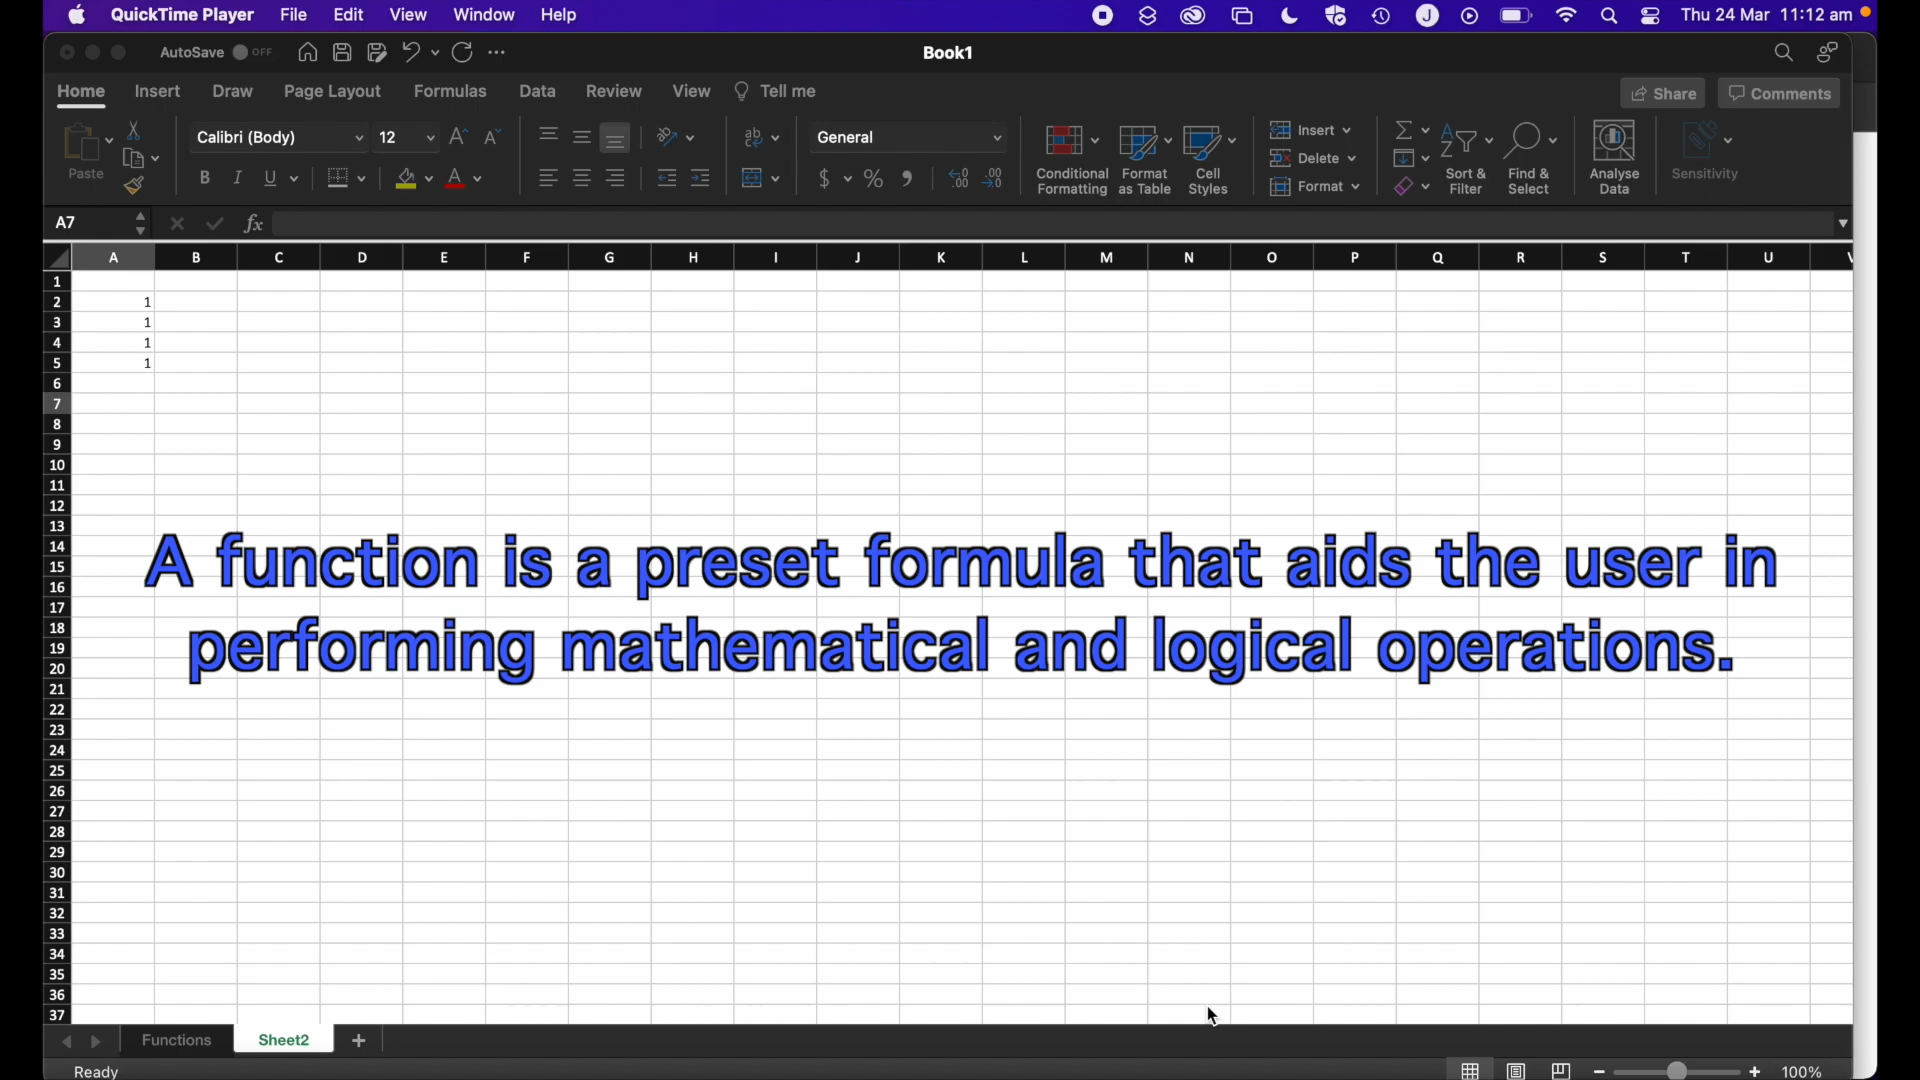 QuickTime Player File Edit View Window Help J Thu 24 Mar 11:12 am
AutoSave OFF Book1
Home Insert Draw Page Layout Formulas Data Review View Tell me Share Comments
Paste Calibri (Body) 12 General Insert
Delete
Format
Conditional Formatting
Format as Table
Cell Styles
Sort & Filter
Find & Select
Analyse Data
Sensitivity
A7 fx
A B C D E F G H I J K L M N O P Q R S T U
1
2 1
3 1
4 1
5 1
6
7
8
9
10
11
12
13
14
15
16
17
18
19
20
21
22
23
24
25
26
27
28
29
30
31
32
33
34
35
36
37
A function is a preset formula that aids the user in
performing mathematical and logical operations.
Functions Sheet2 +
Ready 100%